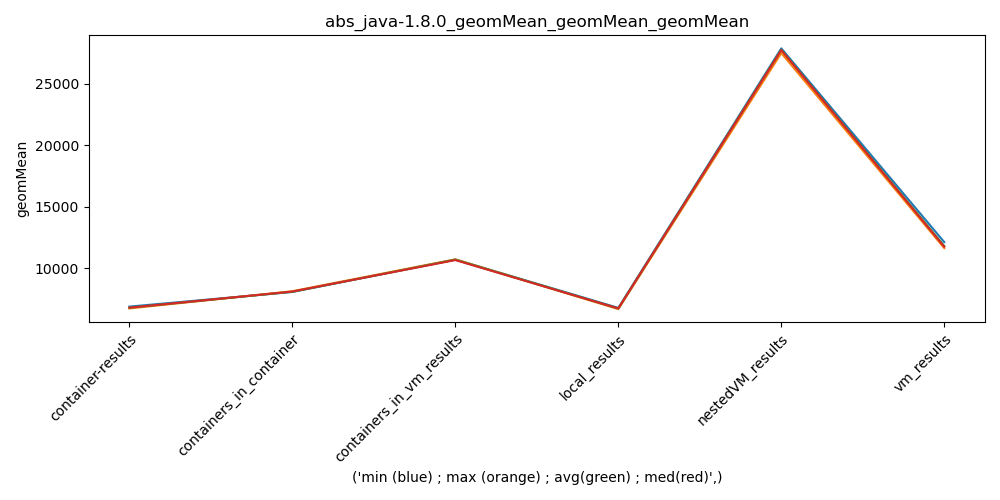 abs_java-1.8.0_geomMean_geomMean_geomMean
geomMean
25000
20000
15000
10000
container-results
containers_in_container
containers_in_vm_results
local_results
nestedVM_results
vm_results
('min (blue) ; max (orange) ; avg(green) ; med(red)',)